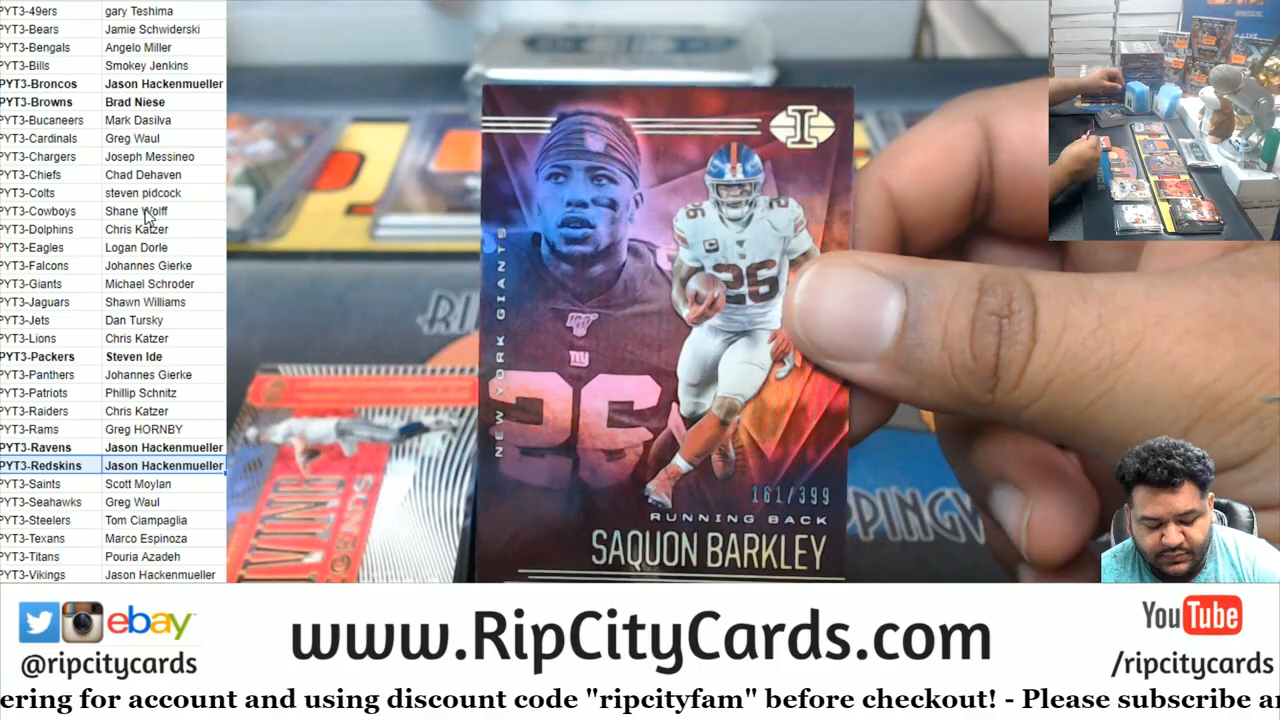 PYT3-49ers gary Teshima
PYT3-Bears Jamie Schwiderski
PYT3-Bengals Angelo Miller
PYT3-Bills Smokey Jenkins
PYT3-Broncos Jason Hackenmueller
PYT3-Browns Brad Niese
PYT3-Bucaneers Mark Dasilva
PYT3-Cardinals Greg Waul
PYT3-Chargers Joseph Messineo
PYT3-Chiefs Chad Dehaven
PYT3-Colts steven pidcock
PYT3-Cowboys Shane Wolff
PYT3-Dolphins Chris Katzer
PYT3-Eagles Logan Dorle
PYT3-Falcons Johannes Gierke
PYT3-Giants Michael Schroder
PYT3-Jaguars Shawn Williams
PYT3-Jets Dan Tursky
PYT3-Lions Chris Katzer
PYT3-Packers Steven Ide
PYT3-Panthers Johannes Gierke
PYT3-Patriots Phillip Schnitz
PYT3-Raiders Chris Katzer
PYT3-Rams Greg HORNBY
PYT3-Ravens Jason Hackenmueller
PYT3-Redskins Jason Hackenmueller
PYT3-Saints Scott Moylan
PYT3-Seahawks Greg Waul
PYT3-Steelers Tom Ciampaglia
PYT3-Texans Marco Espinoza
PYT3-Titans Pouria Azadeh
PYT3-Vikings Jason Hackenmueller
I
26
NEW YORK GIANTS
100
NY
26
161/399
RUNNING BACK
SAQUON BARKLEY
LIVING
LEGENDS
ebay
@ripcitycards
www.RipCityCards.com
YouTube
/ripcitycards
ering for account and using discount code "ripcityfam" before checkout! - Please subscribe a